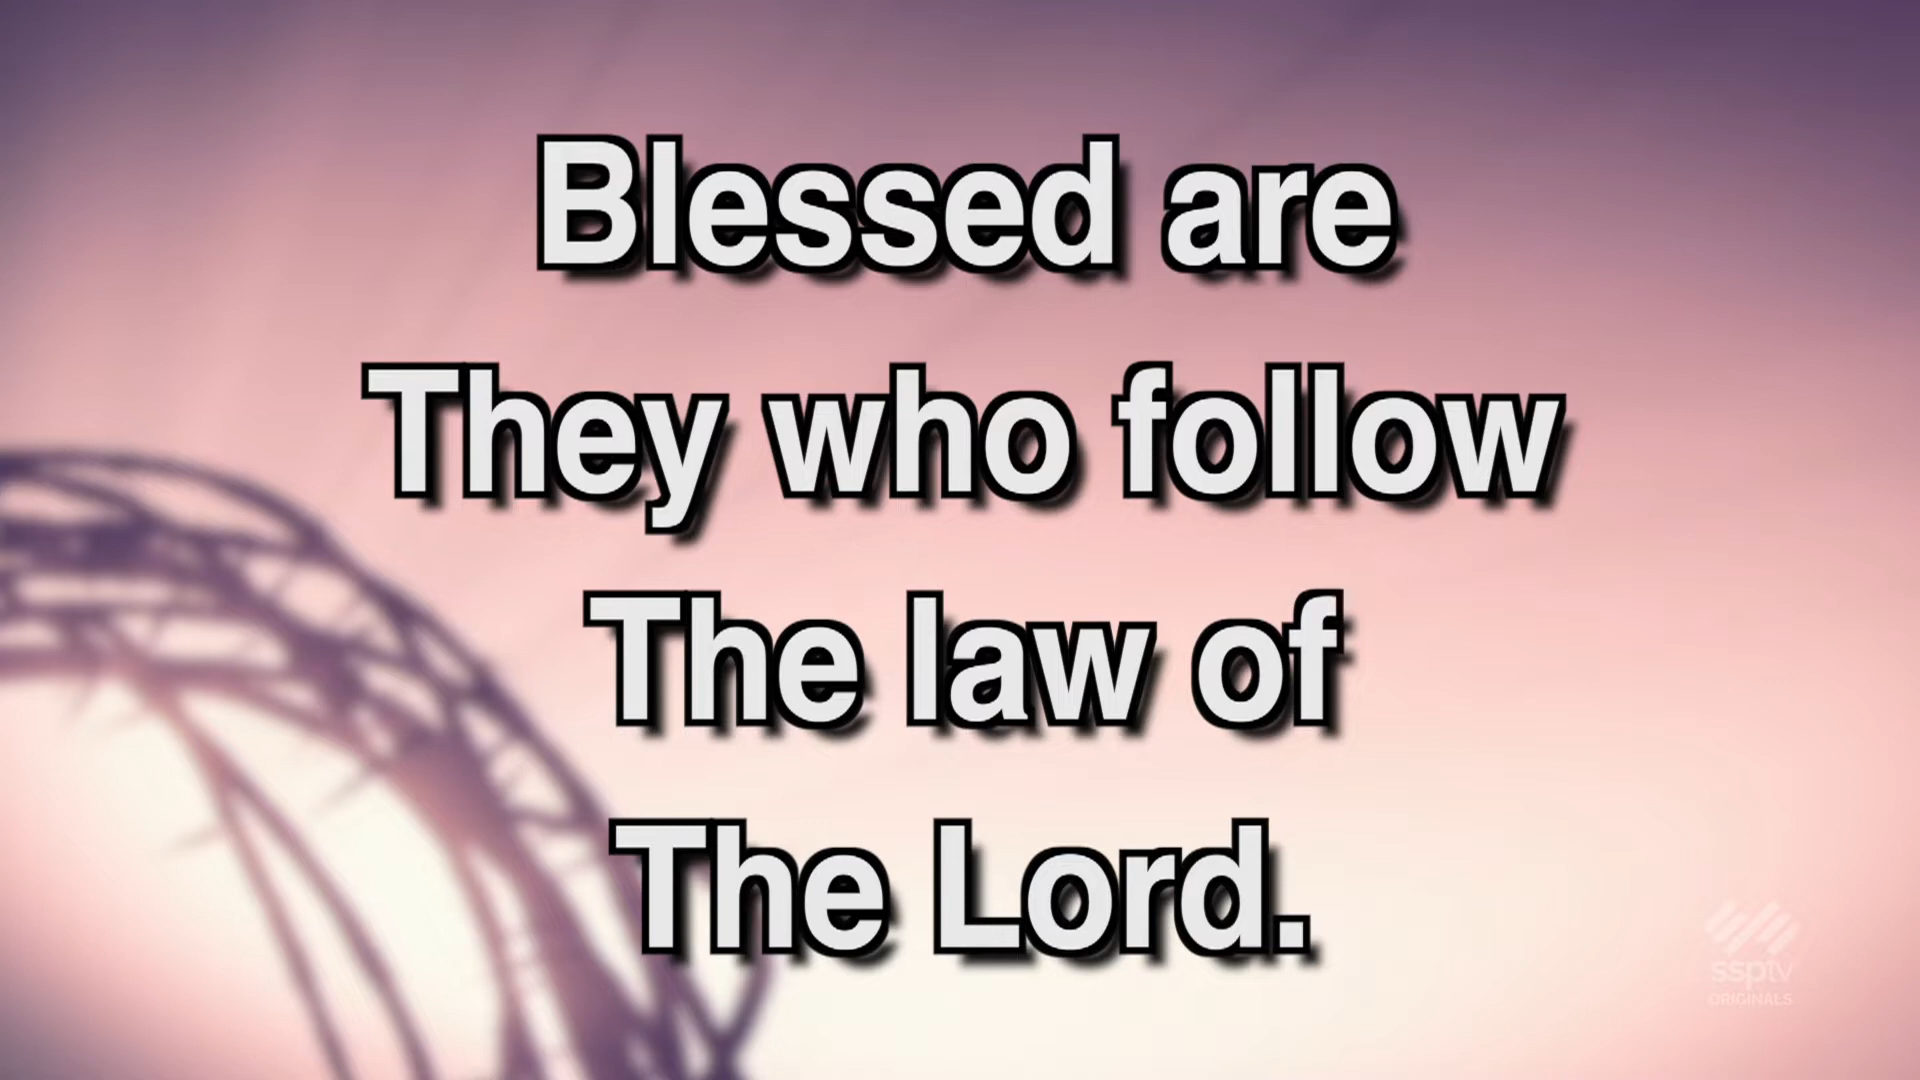 Blessed are
They who follow
The law of
The Lord.
ssptv
ORIGINALS